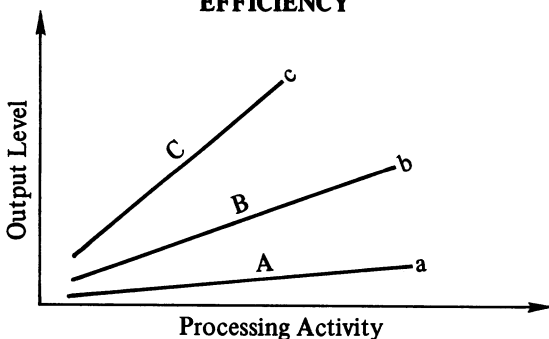 EFFICIENCY
c
C
b
B
A
a
Output Level
Processing Activity